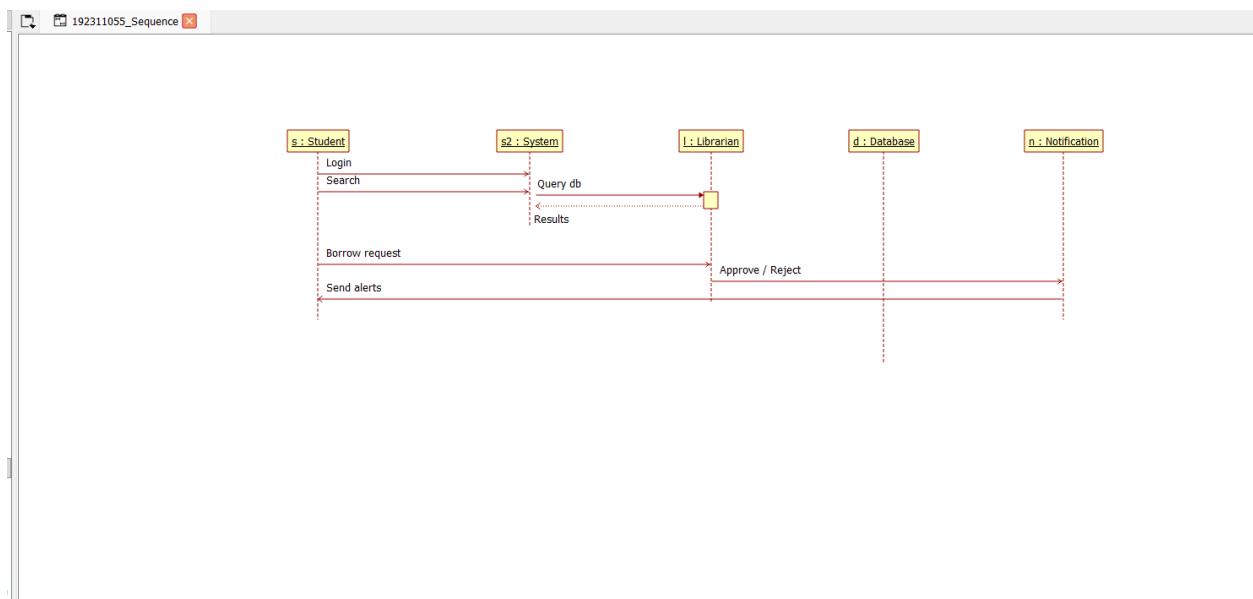 192311055_Sequence
s : Student
s2 : System
l : Librarian
d : Database
n : Notification
Login
Search
Query db
Results
Borrow request
Approve / Reject
Send alerts